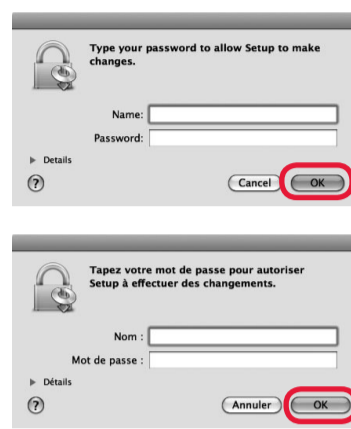 Type your password to allow Setup to make
changes.
Name:
Password:
Details
?
Cancel
OK
Tapez votre mot de passe pour autoriser
Setup à effectuer des changements.
Nom :
Mot de passe :
Détails
?
Annuler
OK